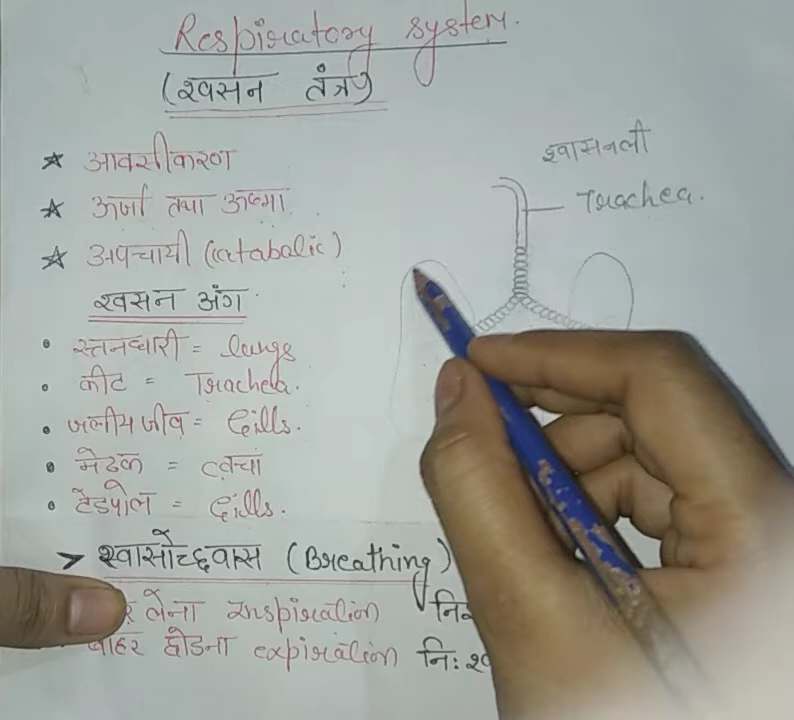 Respiratory system.
(श्वसन तंत्र)
★ आक्सीकरण
★ ऊर्जा तथा ऊष्मा
★ अपचायी (catabolic)
श्वसन अंग
• स्तनधारी = lungs
• कीट = Trachea.
• जलीय जीव = Gills.
• मेढक = त्वचा
• टैडपोल = Gills.
➤ श्वासोच्छवास (Breathing)
लेना inspiration
बाहर छोड़ना expiration
श्वासनली
Trachea.